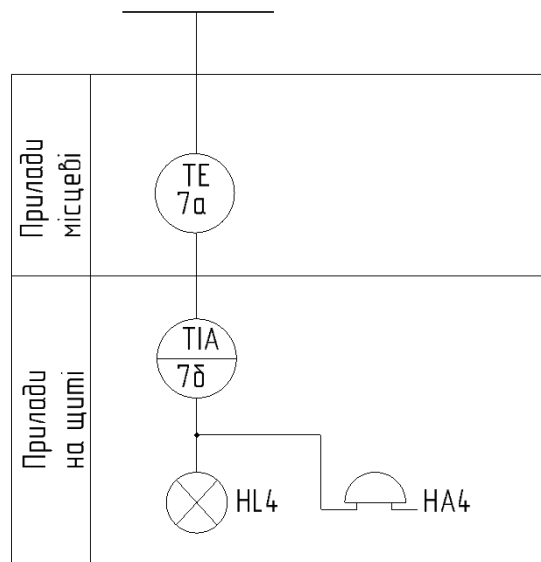 Прилади
місцеві
TE
7а
Прилади
на щиті
TIA
7б
HL4
HA4